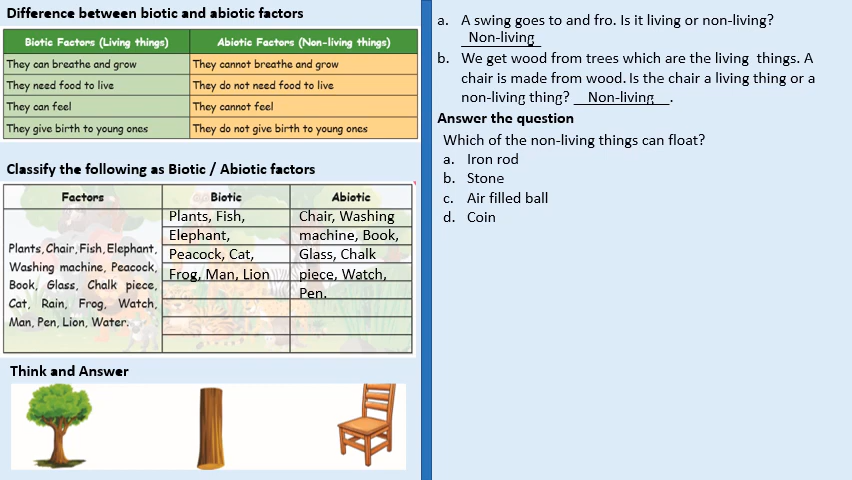 Difference between biotic and abiotic factors
Biotic Factors (Living things) Abiotic Factors (Non-living things)
They can breathe and grow They cannot breathe and grow
They need food to live They do not need food to live
They can feel They cannot feel
They give birth to young ones They do not give birth to young ones
Classify the following as Biotic / Abiotic factors
Factors Biotic Abiotic
Plants, Chair, Fish, Elephant,
Washing machine, Peacock,
Book, Glass, Chalk piece,
Cat, Rain, Frog, Watch,
Man, Pen, Lion, Water.
Plants, Fish,
Elephant,
Peacock, Cat,
Frog, Man, Lion
Chair, Washing
machine, Book,
Glass, Chalk
piece, Watch,
Pen.
Think and Answer
a. A swing goes to and fro. Is it living or non-living?
Non-living
b. We get wood from trees which are the living things. A
chair is made from wood. Is the chair a living thing or a
non-living thing? __Non-living__.
Answer the question
Which of the non-living things can float?
a. Iron rod
b. Stone
c. Air filled ball
d. Coin